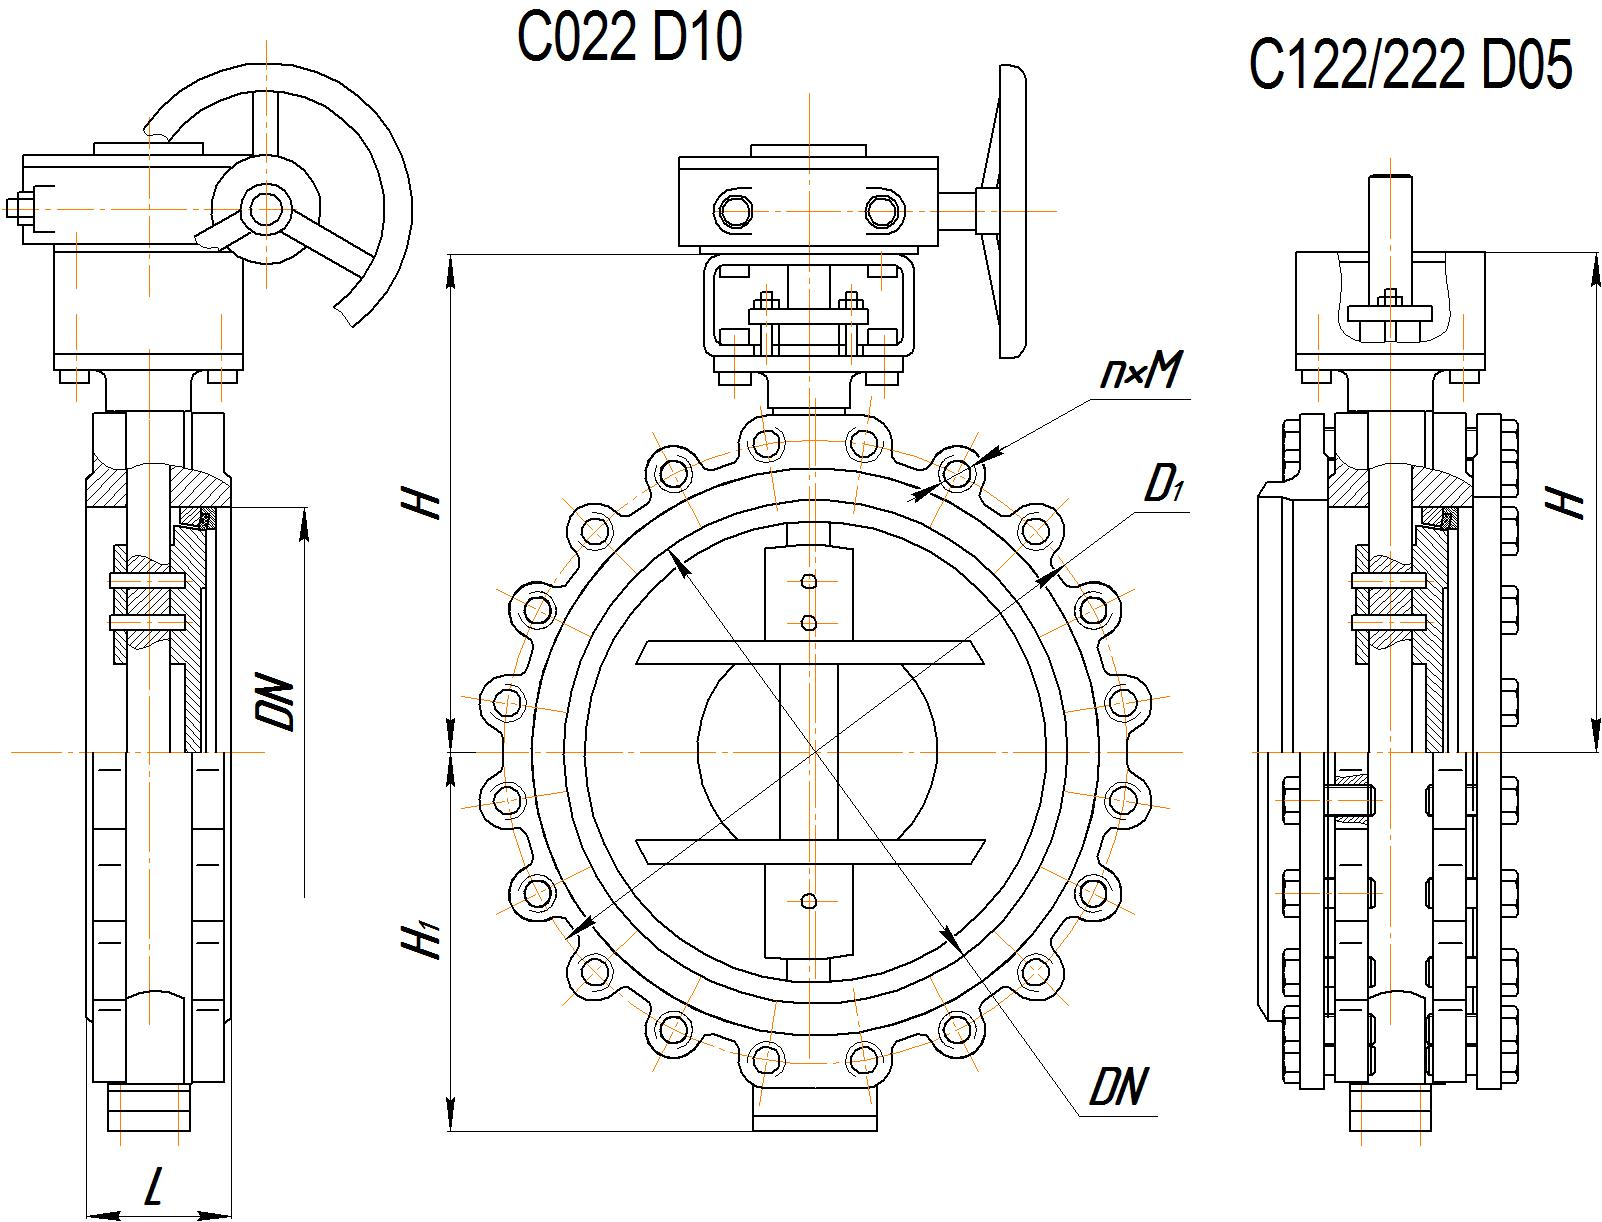 C022 D10
C122/222 D05
n×M
D1
H
H
DN
H1
DN
L